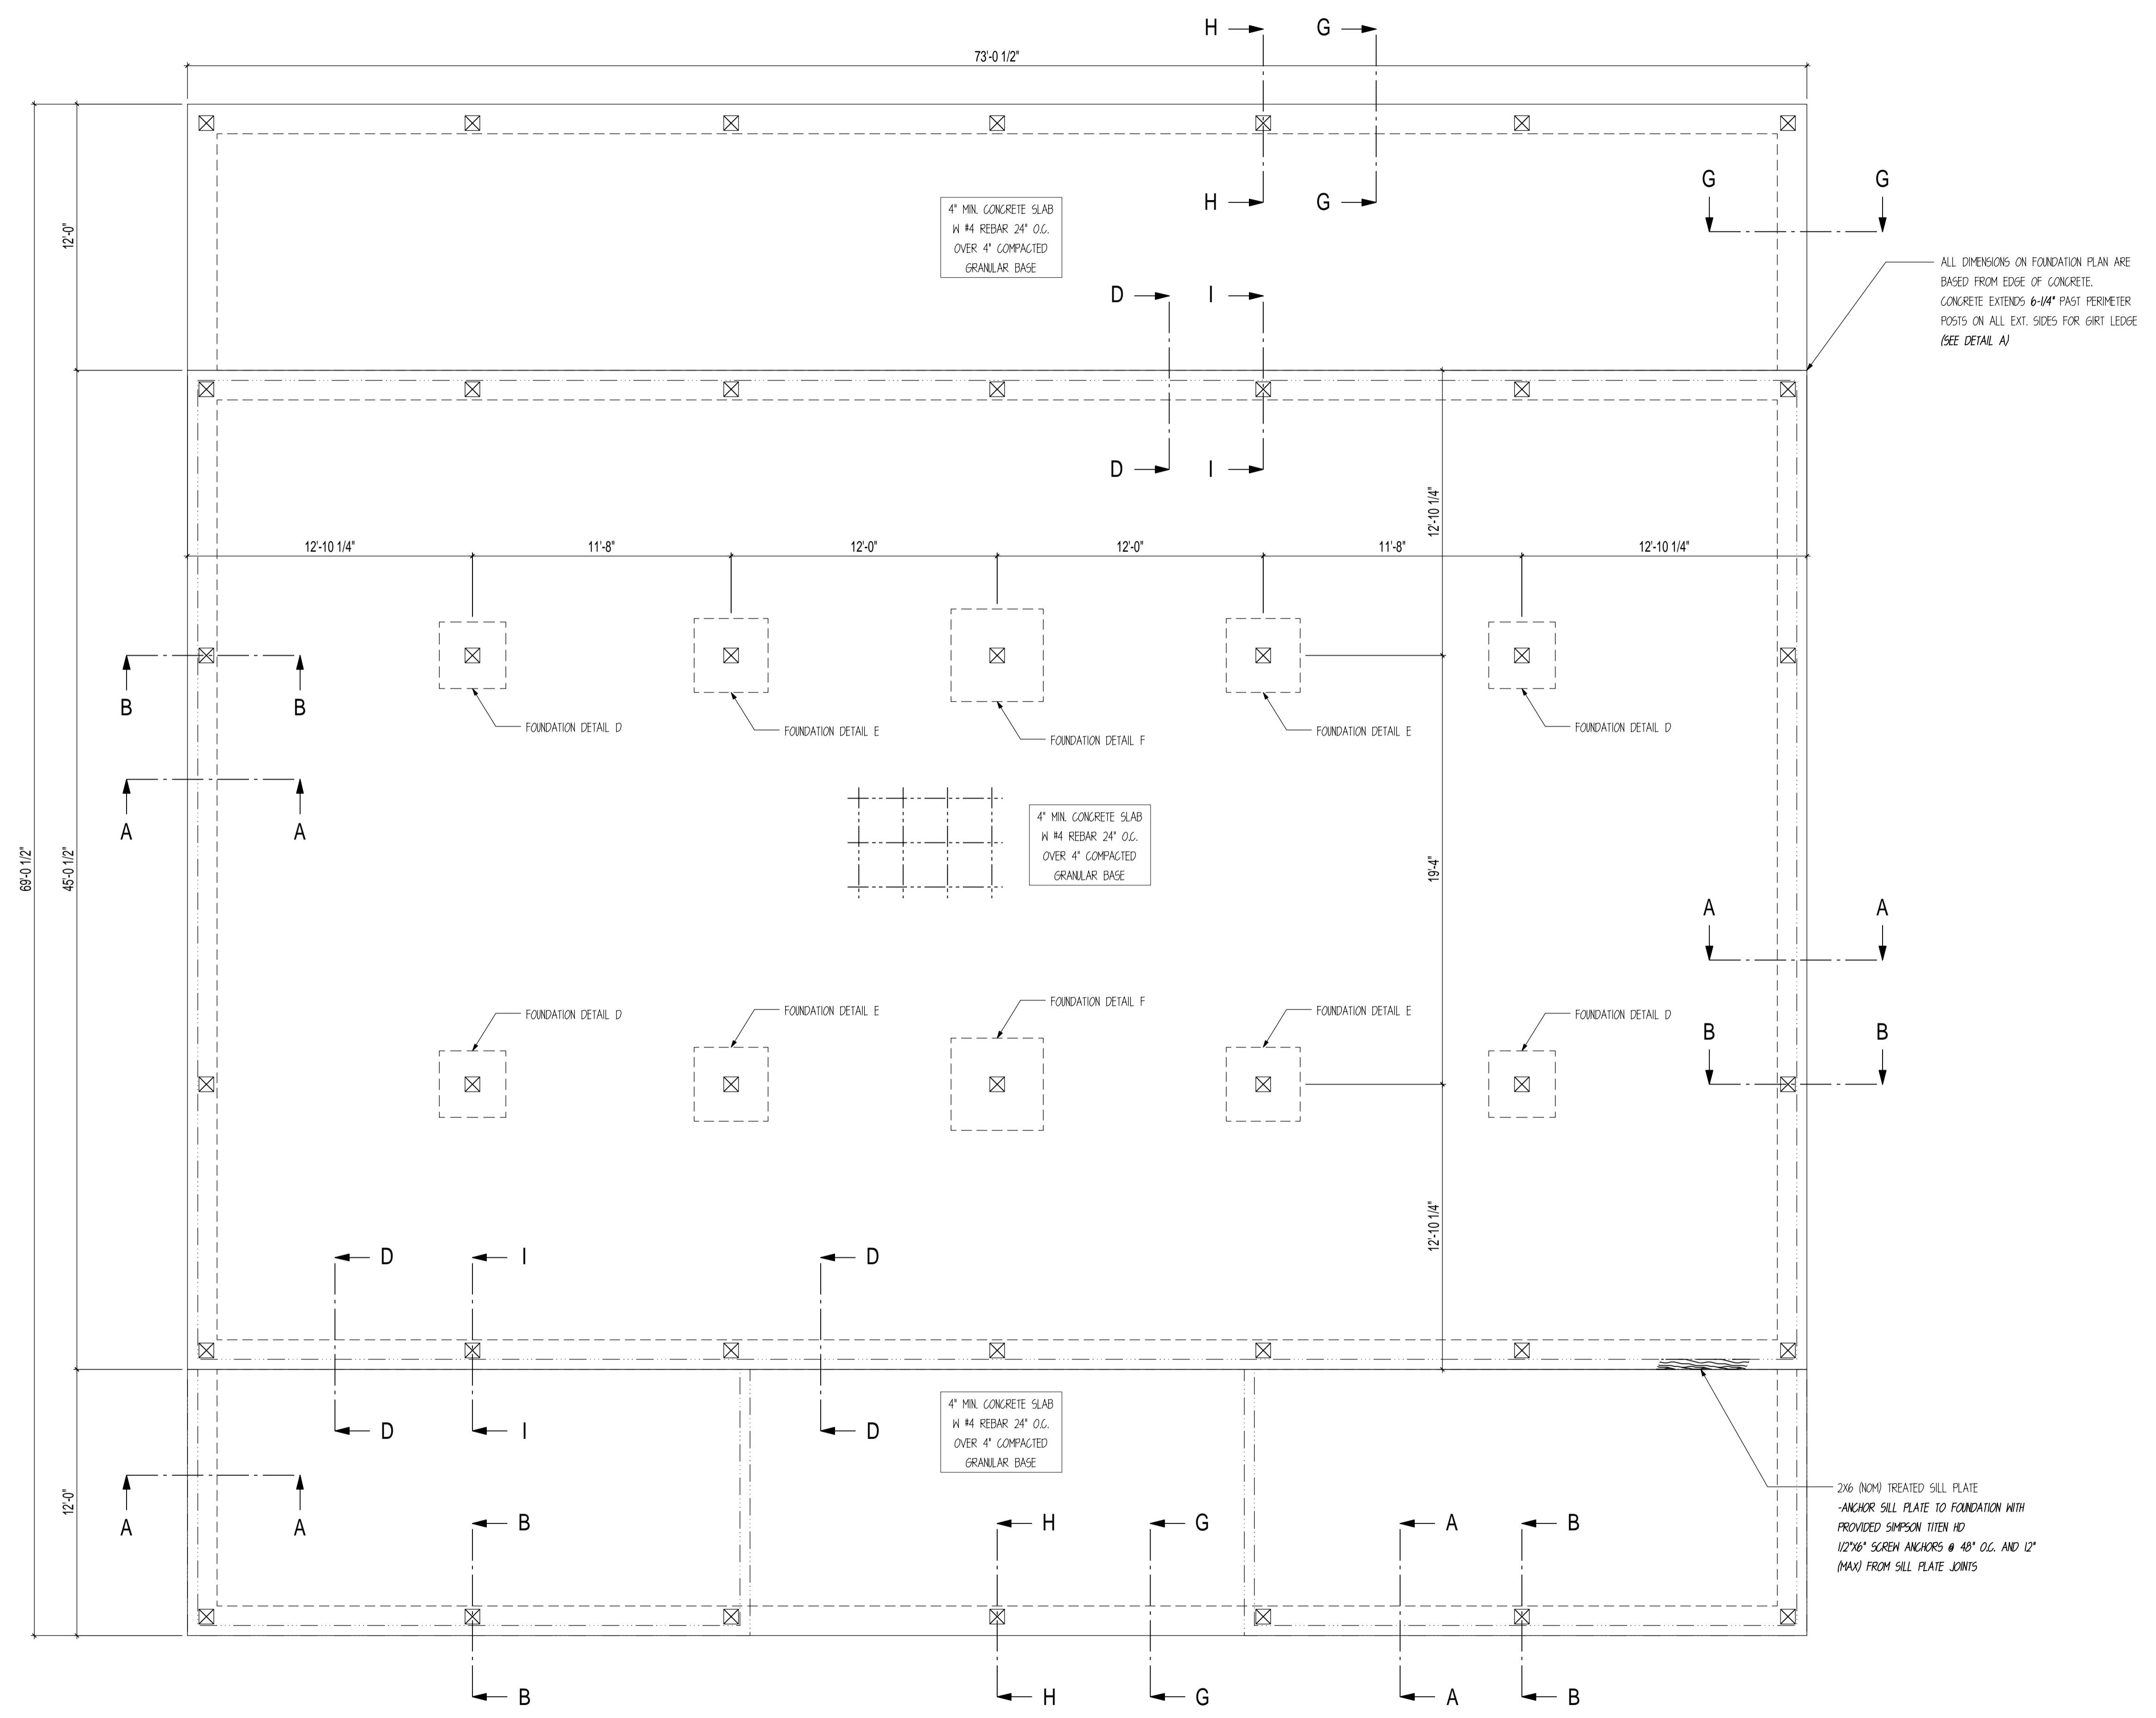 H
G
73'-0 1/2"
H
G
G
G
12'-0"
4" MIN. CONCRETE SLAB
W #4 REBAR 24" O.C.
OVER 4" COMPACTED
GRANULAR BASE
ALL DIMENSIONS ON FOUNDATION PLAN ARE
BASED FROM EDGE OF CONCRETE.
CONCRETE EXTENDS 6-1/4" PAST PERIMETER
POSTS ON ALL EXT. SIDES FOR GIRT LEDGE
(SEE DETAIL A)
D
I
D
I
12'-10 1/4"
12'-10 1/4"
11'-8"
12'-0"
12'-0"
11'-8"
12'-10 1/4"
B
B
FOUNDATION DETAIL D
FOUNDATION DETAIL E
FOUNDATION DETAIL F
FOUNDATION DETAIL E
FOUNDATION DETAIL D
A
A
69'-0 1/2"
45'-0 1/2"
4" MIN. CONCRETE SLAB
W #4 REBAR 24" O.C.
OVER 4" COMPACTED
GRANULAR BASE
19'-4"
A
A
FOUNDATION DETAIL D
FOUNDATION DETAIL E
FOUNDATION DETAIL F
FOUNDATION DETAIL E
FOUNDATION DETAIL D
B
B
12'-10 1/4"
D
I
D
D
I
D
4" MIN. CONCRETE SLAB
W #4 REBAR 24" O.C.
OVER 4" COMPACTED
GRANULAR BASE
12'-0"
A
A
B
H
G
A
B
2X6 (NOM) TREATED SILL PLATE
-ANCHOR SILL PLATE TO FOUNDATION WITH
PROVIDED SIMPSON TITEN HD
1/2"X6" SCREW ANCHORS @ 48" O.C. AND 12"
(MAX) FROM SILL PLATE JOINTS
B
H
G
A
B